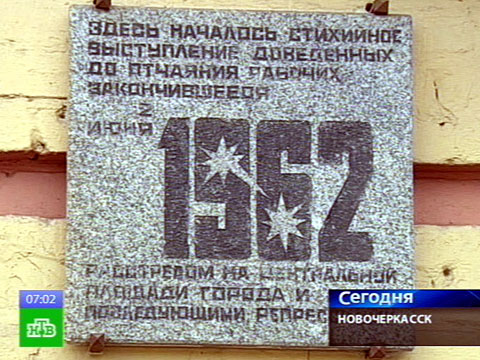 ЗДЕСЬ НАЧАЛОСЬ СТИХИЙНОЕ
ВЫСТУПЛЕНИЕ ДОВЕДЕННЫХ
ДО ОТЧАЯНИЯ РАБОЧИХ,
ЗАКОНЧИВШЕЕСЯ
2
ИЮНЯ
1962
РАССТРЕЛОМ НА ЦЕНТРАЛЬНОЙ
ПЛОЩАДИ ГОРОДА И
ПОСЛЕДУЮЩИМИ РЕПРЕС
07:02
НТВ
Сегодня
НОВОЧЕРКАССК